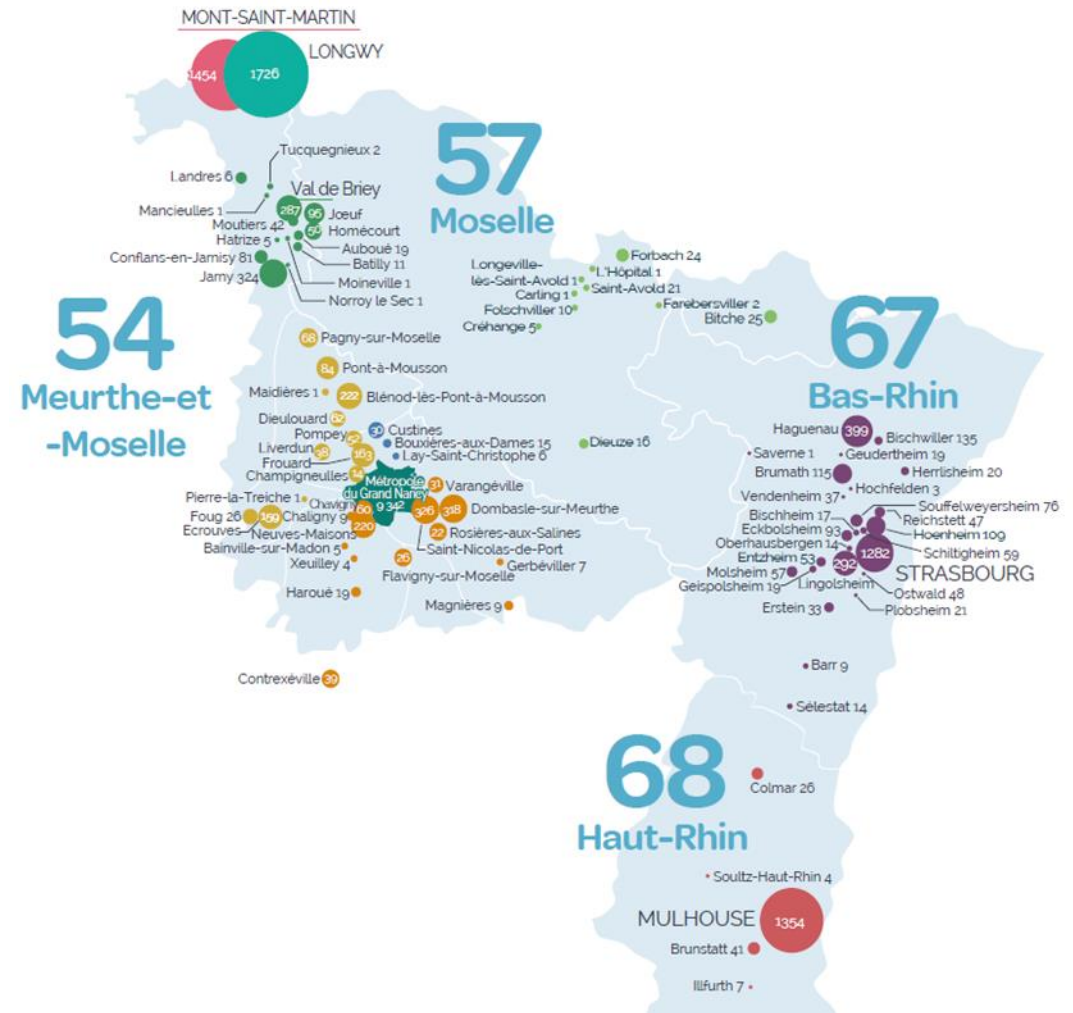 MONT-SAINT-MARTIN
LONGWY
1454
1726
Tucquegnieux 2
Landres 6
Mancieulles 1
Val de Briey
287
96 Jœuf
Moutiers 42
50 Homécourt
Hatrize 5
Auboué 19
Conflans-en-Jarnisy 81
Batilly 11
Jarny 324
Moineville 1
Norroy le Sec 1
57
Moselle
Forbach 24
Longeville-
lès-Saint-Avold 1
L'Hôpital 1
Saint-Avold 21
Carling 1
Folschviller 10
Créhange 5
Farebersviller 2
Bitche 25
54
Meurthe-et
-Moselle
68 Pagny-sur-Moselle
84 Pont-à-Mousson
Maidières 1
222 Blénod-lès-Pont-à-Mousson
Dieulouard 62
30 Custines
Pompey 52
Bouxières-aux-Dames 15
Liverdun 38
Lay-Saint-Christophe 6
Frouard 163
Champigneulles 14
Dieuze 16
Métropole
du Grand Nancy
9 342
31 Varangéville
Pierre-la-Treiche 1
Chavigny 60
326
318 Dombasle-sur-Meurthe
Foug 26
159
Ecrouves
Chaligny 9
Neuves-Maisons 220
22 Rosières-aux-Salines
Saint-Nicolas-de-Port
Bainville-sur-Madon 5
Xeuilley 4
26
Flavigny-sur-Moselle
Gerbéviller 7
Haroué 19
Magnières 9
Contrexéville 39
67
Bas-Rhin
Haguenau 399
Bischwiller 135
Saverne 1
Geudertheim 19
Brumath 115
Herrlisheim 20
Hochfelden 3
Vendenheim 37
Souffelweyersheim 76
Bischheim 17
Reichstett 47
Eckbolsheim 93
Hoenheim 109
Oberhausbergen 14
Schiltigheim 59
Entzheim 53
292
1282
STRASBOURG
Molsheim 57
Geispolsheim 19
Lingolsheim
Ostwald 48
Erstein 33
Plobsheim 21
Barr 9
Sélestat 14
68
Haut-Rhin
Colmar 26
Soultz-Haut-Rhin 4
MULHOUSE
1354
Brunstatt 41
Illfurth 7